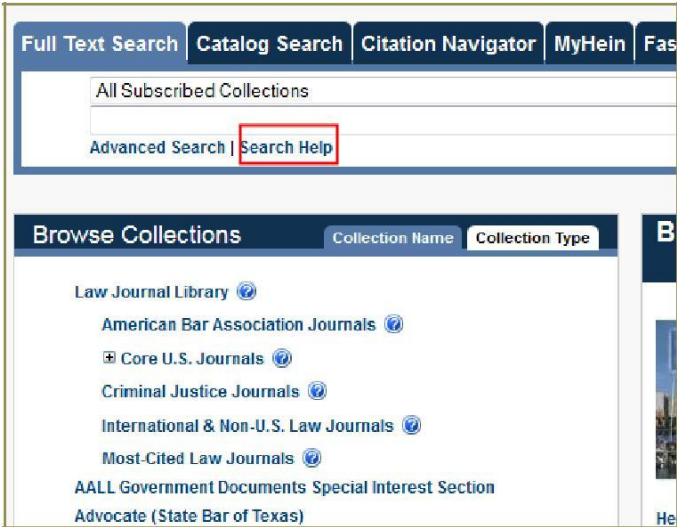 Full Text Search Catalog Search Citation Navigator MyHein Fas
All Subscribed Collections
Advanced Search | Search Help
Browse Collections Collection Name Collection Type
B
Law Journal Library
American Bar Association Journals
Core U.S. Journals
Criminal Justice Journals
International & Non-U.S. Law Journals
Most-Cited Law Journals
AALL Government Documents Special Interest Section
Advocate (State Bar of Texas)
He